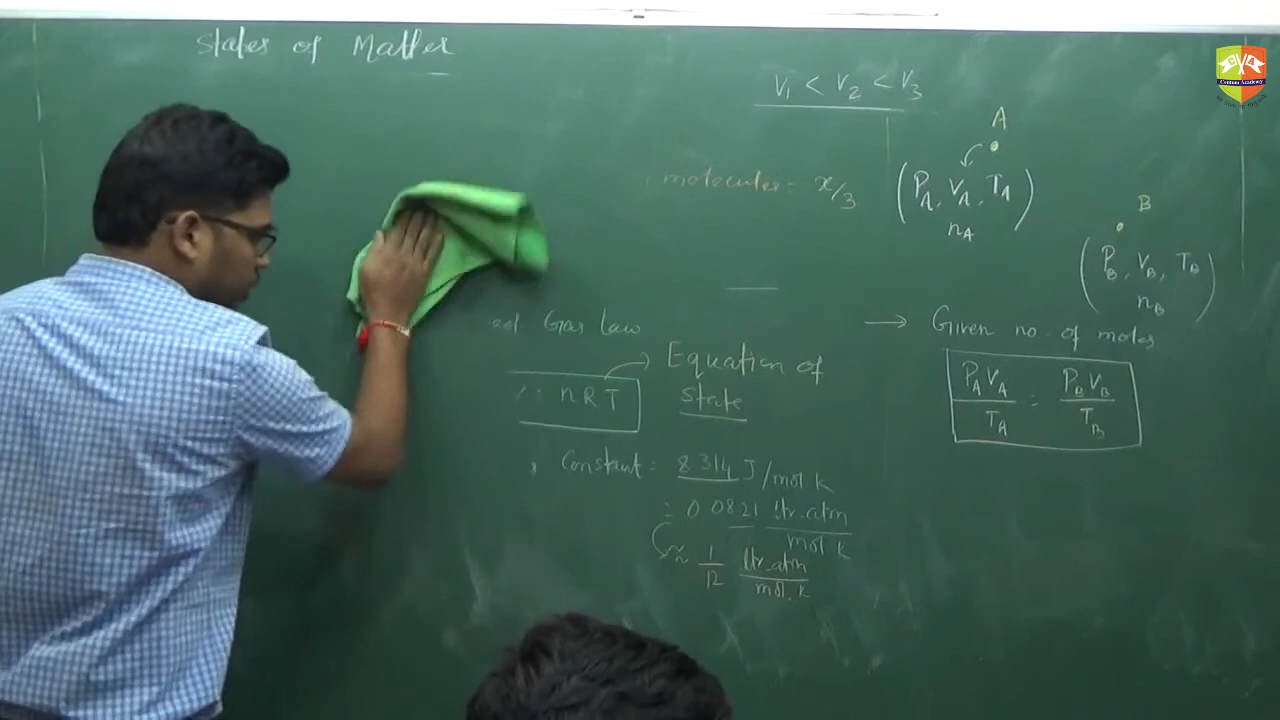 States of Matter
V₁ < V₂ < V₃
A
molecules = x/3
(P_A, V_A, T_A)
n_A
B
(P_B, V_B, T_B)
n_B
Gas law
→ Equation of
state
nRT
Constant = 8.314 J/mol K
= 0.0821 ltr.atm
mol K
≈ 1/12 ltr.atm
mol. K
→ Given no. of moles
P_A V_A / T_A = P_B V_B / T_B
Contum Academy